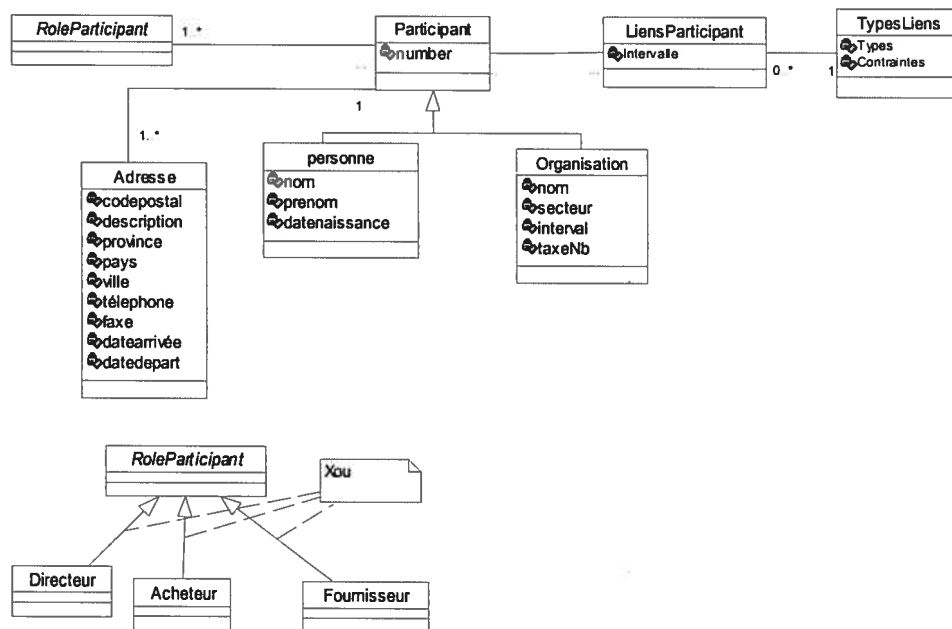 RoleParticipant
1..*
Participant
number
LiensParticipant
Intervalle
0..*
1
TypesLiens
Types
Contraintes
1
1..*
Adresse
codepostal
description
province
pays
ville
télephone
faxe
datearrivée
datedepart
personne
nom
prenom
datenaissance
Organisation
nom
secteur
interval
taxeNb
RoleParticipant
Xou
Directeur
Acheteur
Fournisseur